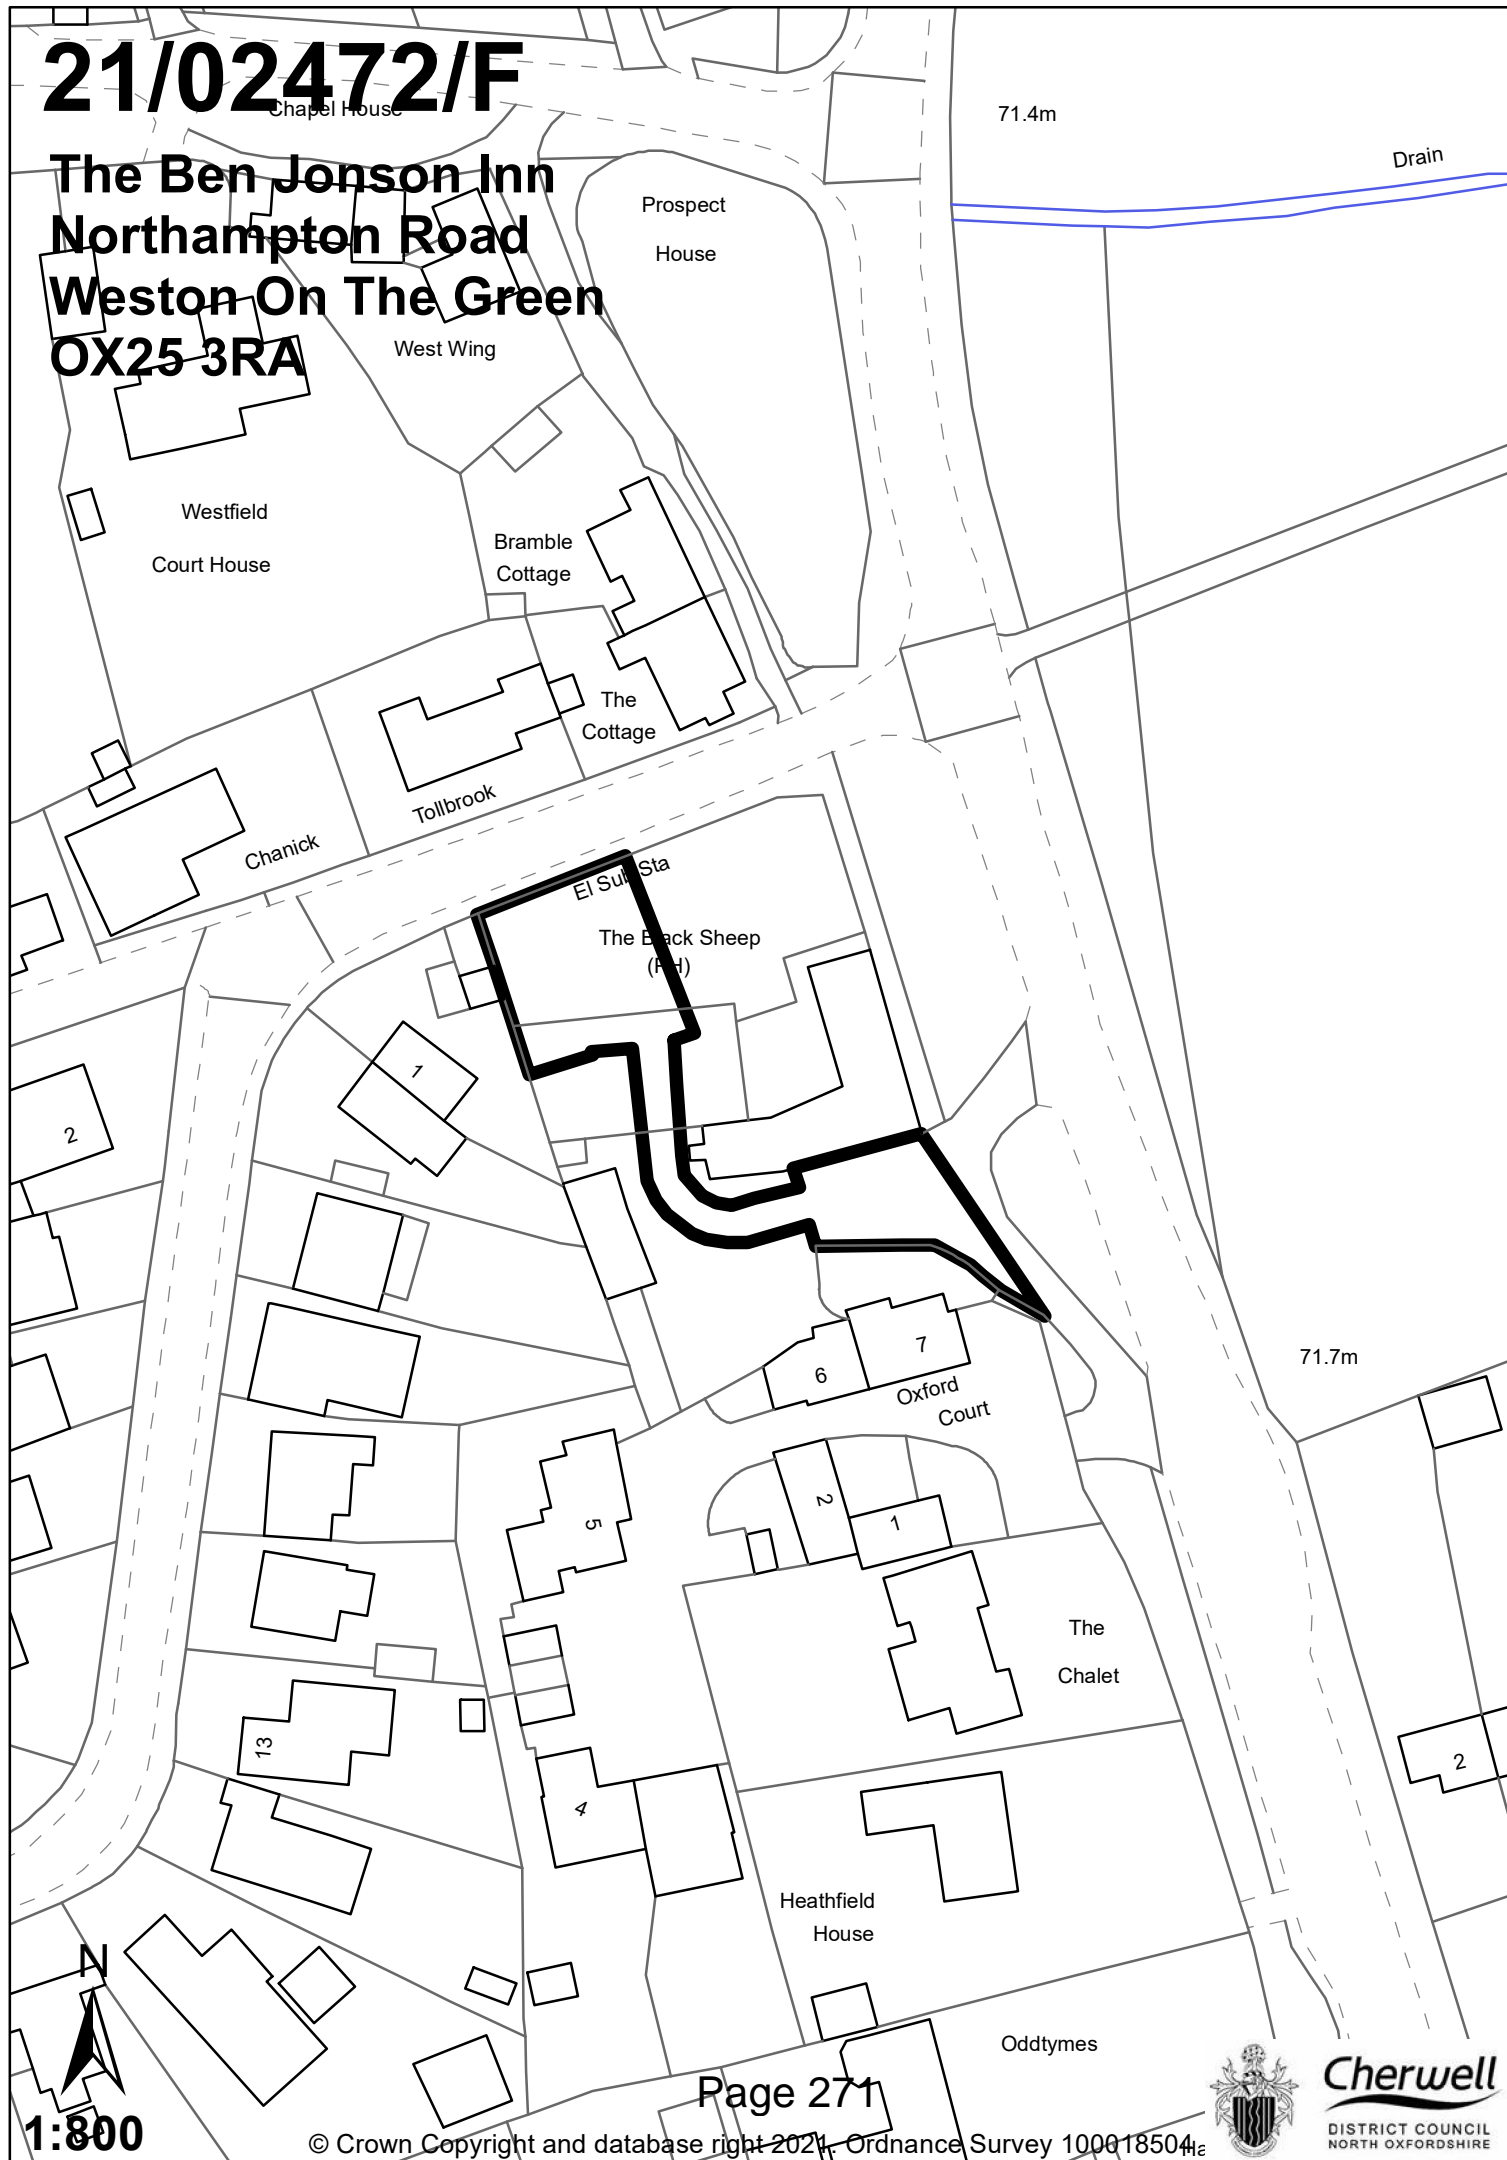 21/02472/F
Chapel House
The Ben Jonson Inn
Northampton Road
Weston On The Green
OX25 3RA
71.4m
Drain
Prospect
House
West Wing
Westfield
Court House
Bramble
Cottage
The
Cottage
Tollbrook
Chanick
El Sub Sta
The Black Sheep
(PH)
1
2
7
6
Oxford
Court
71.7m
2
1
5
The
Chalet
13
2
4
Heathfield
House
N
Oddtymes
Page 271
1:800
© Crown Copyright and database right 2021. Ordnance Survey 100018504
Cherwell
DISTRICT COUNCIL
NORTH OXFORDSHIRE